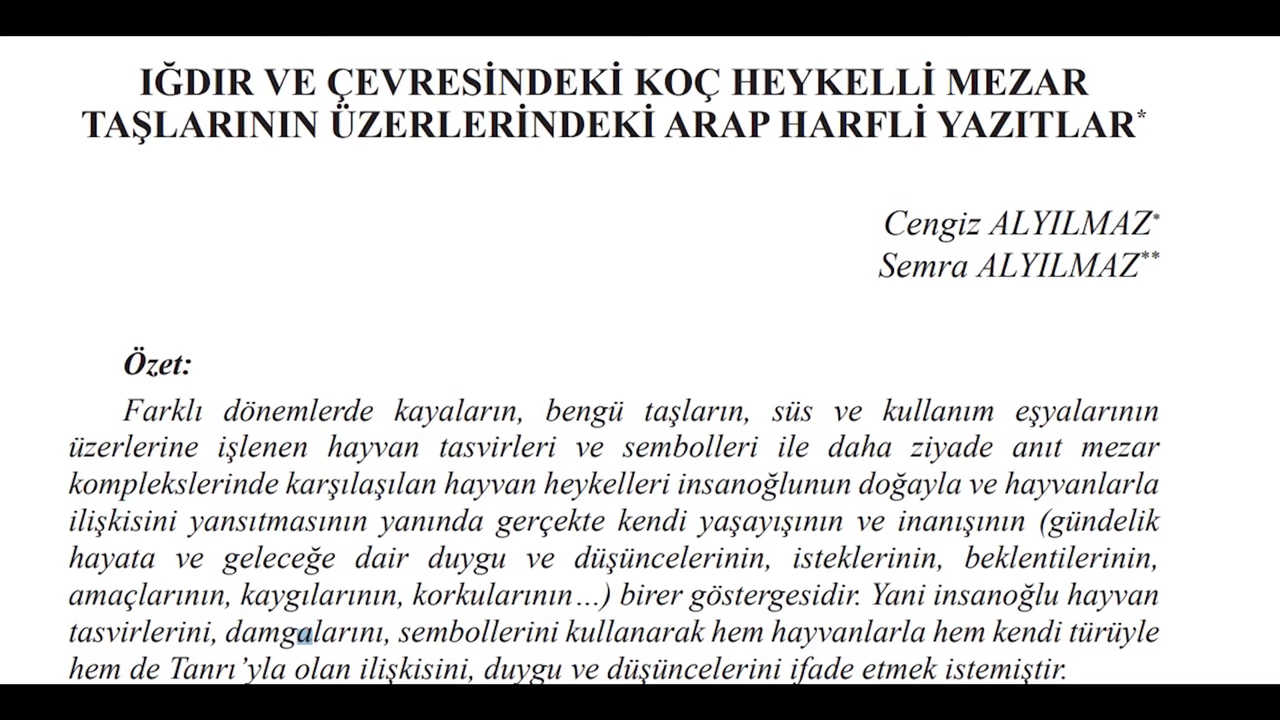 IĞDIR VE ÇEVRESİNDEKİ KOÇ HEYKELLİ MEZAR
TAŞLARININ ÜZERLERİNDEKİ ARAP HARFLİ YAZITLAR*
Cengiz ALYILMAZ*
Semra ALYILMAZ**
Özet:
Farklı dönemlerde kayaların, bengü taşların, süs ve kullanım eşyalarının
üzerlerine işlenen hayvan tasvirleri ve sembolleri ile daha ziyade anıt mezar
komplekslerinde karşılaşılan hayvan heykelleri insanoğlunun doğayla ve hayvanlarla
ilişkisini yansıtmasının yanında gerçekte kendi yaşayışının ve inanışının (gündelik
hayata ve geleceğe dair duygu ve düşüncelerinin, isteklerinin, beklentilerinin,
amaçlarının, kaygılarının, korkularının…) birer göstergesidir. Yani insanoğlu hayvan
tasvirlerini, damgalarını, sembollerini kullanarak hem hayvanlarla hem kendi türüyle
hem de Tanrı’yla olan ilişkisini, duygu ve düşüncelerini ifade etmek istemiştir.